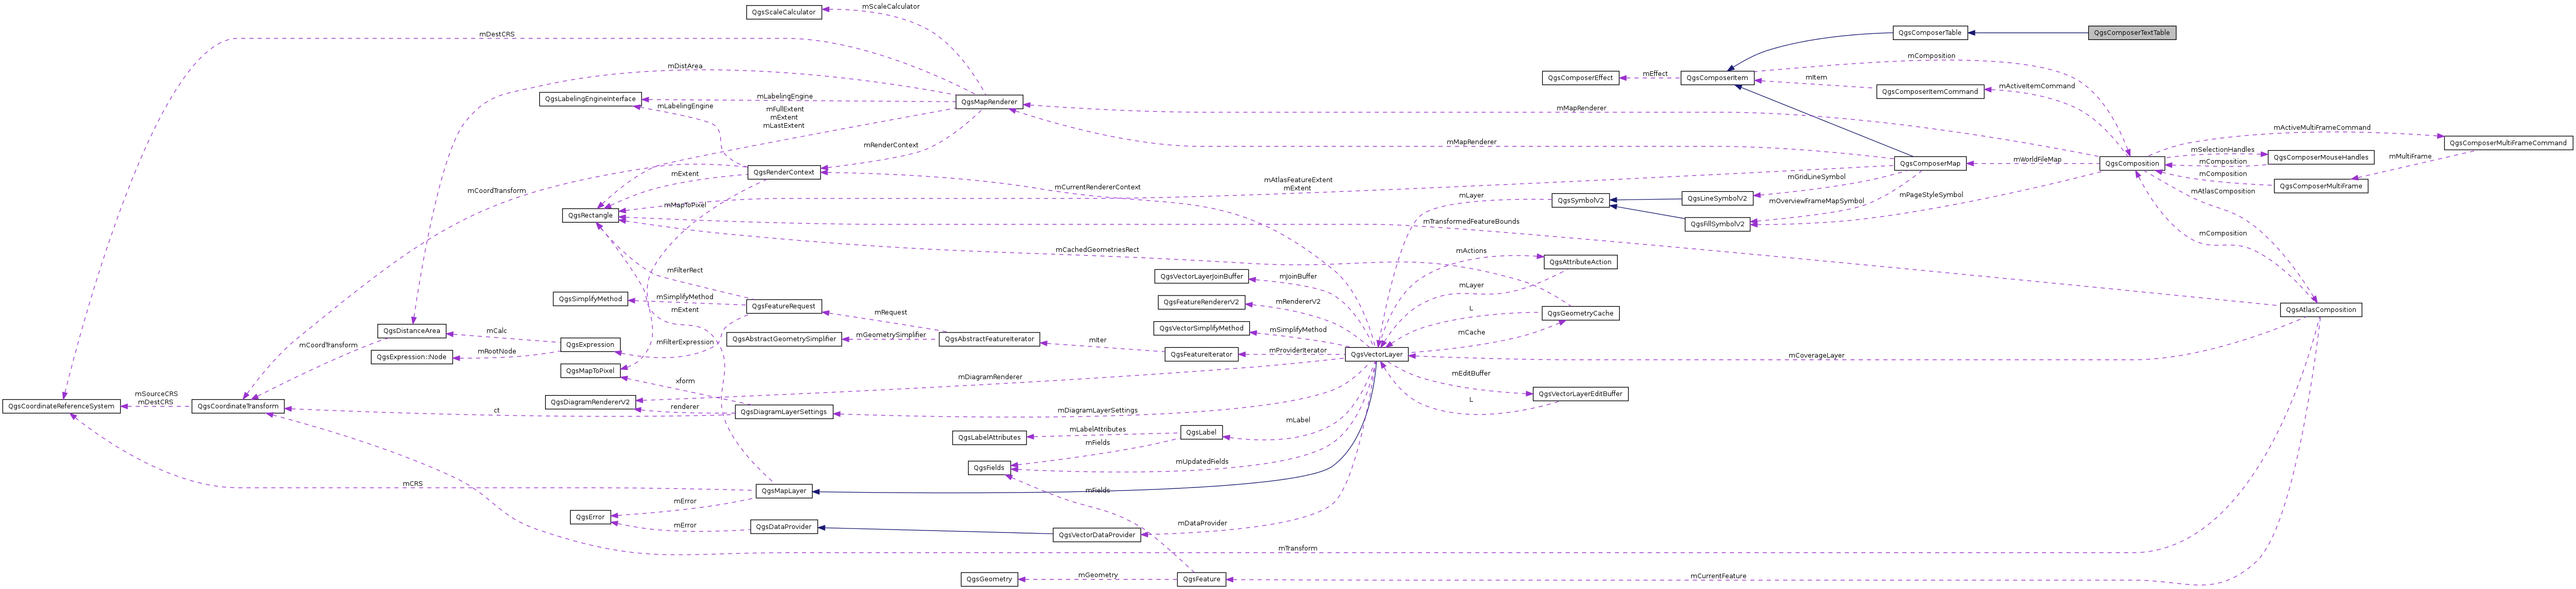 QgsScaleCalculator
mScaleCalculator
QgsComposerTable
QgsComposerTextTable
mDestCRS
mComposition
mDistArea
QgsComposerEffect
mEffect
QgsComposerItem
mItem
QgsComposerItemCommand
mActiveItemCommand
QgsLabelingEngineInterface
mLabelingEngine
mLabelingEngine
QgsMapRenderer
mFullExtent
mExtent
mLastExtent
mMapRenderer
mActiveMultiFrameCommand
QgsComposerMultiFrameCommand
mRenderContext
mMapRenderer
mSelectionHandles
QgsComposerMouseHandles
mMultiFrame
QgsComposerMap
mWorldFileMap
QgsComposition
mComposition
QgsRenderContext
mExtent
mCoordTransform
mCurrentRendererContext
mAtlasFeatureExtent
mExtent
mGridLineSymbol
mComposition
QgsComposerMultiFrame
mAtlasComposition
mLayer
QgsSymbolV2
QgsLineSymbolV2
mOverviewFrameMapSymbol
mPageStyleSymbol
mMapToPixel
QgsRectangle
mTransformedFeatureBounds
QgsFillSymbolV2
mComposition
mCachedGeometriesRect
mActions
QgsAttributeAction
mFilterRect
QgsVectorLayerJoinBuffer
mJoinBuffer
mLayer
QgsSimplifyMethod
mSimplifyMethod
mExtent
QgsFeatureRequest
mRequest
QgsFeatureRendererV2
mRendererV2
L
QgsGeometryCache
QgsAtlasComposition
QgsDistanceArea
mCalc
QgsExpression
mFilterExpression
QgsAbstractGeometrySimplifier
mGeometrySimplifier
QgsAbstractFeatureIterator
mIter
QgsVectorSimplifyMethod
mSimplifyMethod
mCache
mCoordTransform
QgsExpression::Node
mRootNode
QgsFeatureIterator
mProviderIterator
QgsVectorLayer
mCoverageLayer
QgsMapToPixel
xform
mDiagramRenderer
mEditBuffer
mSourceCRS
mDestCRS
QgsVectorLayerEditBuffer
QgsCoordinateReferenceSystem
QgsCoordinateTransform
ct
QgsDiagramRendererV2
renderer
QgsDiagramLayerSettings
mDiagramLayerSettings
L
mLabel
QgsLabelAttributes
mLabelAttributes
mFields
QgsLabel
QgsFields
mUpdatedFields
mCRS
QgsMapLayer
mFields
mError
QgsError
mError
QgsDataProvider
QgsVectorDataProvider
mDataProvider
mTransform
QgsGeometry
mGeometry
QgsFeature
mCurrentFeature